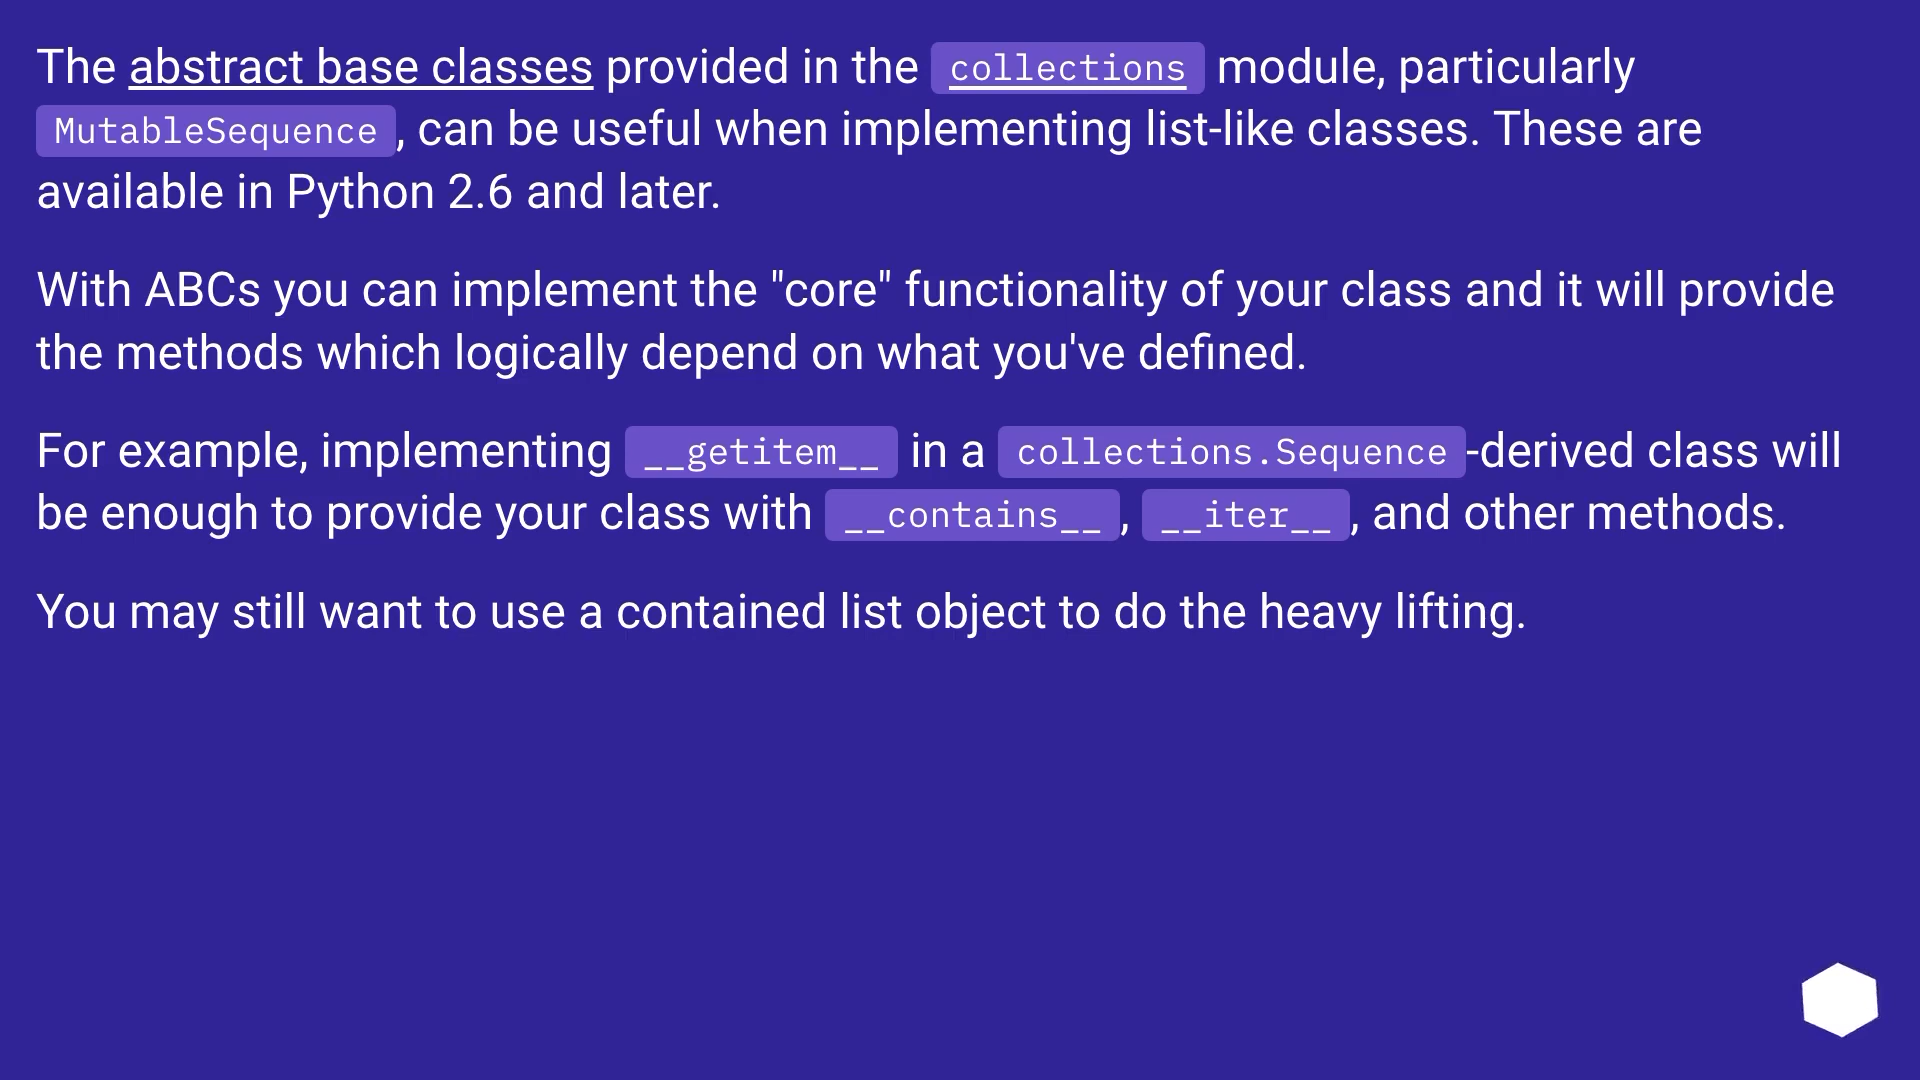 The abstract base classes provided in the collections module, particularly
MutableSequence, can be useful when implementing list-like classes. These are
available in Python 2.6 and later.
With ABCs you can implement the "core" functionality of your class and it will provide
the methods which logically depend on what you've defined.
For example, implementing __getitem__ in a collections.Sequence-derived class will
be enough to provide your class with __contains__, __iter__, and other methods.
You may still want to use a contained list object to do the heavy lifting.